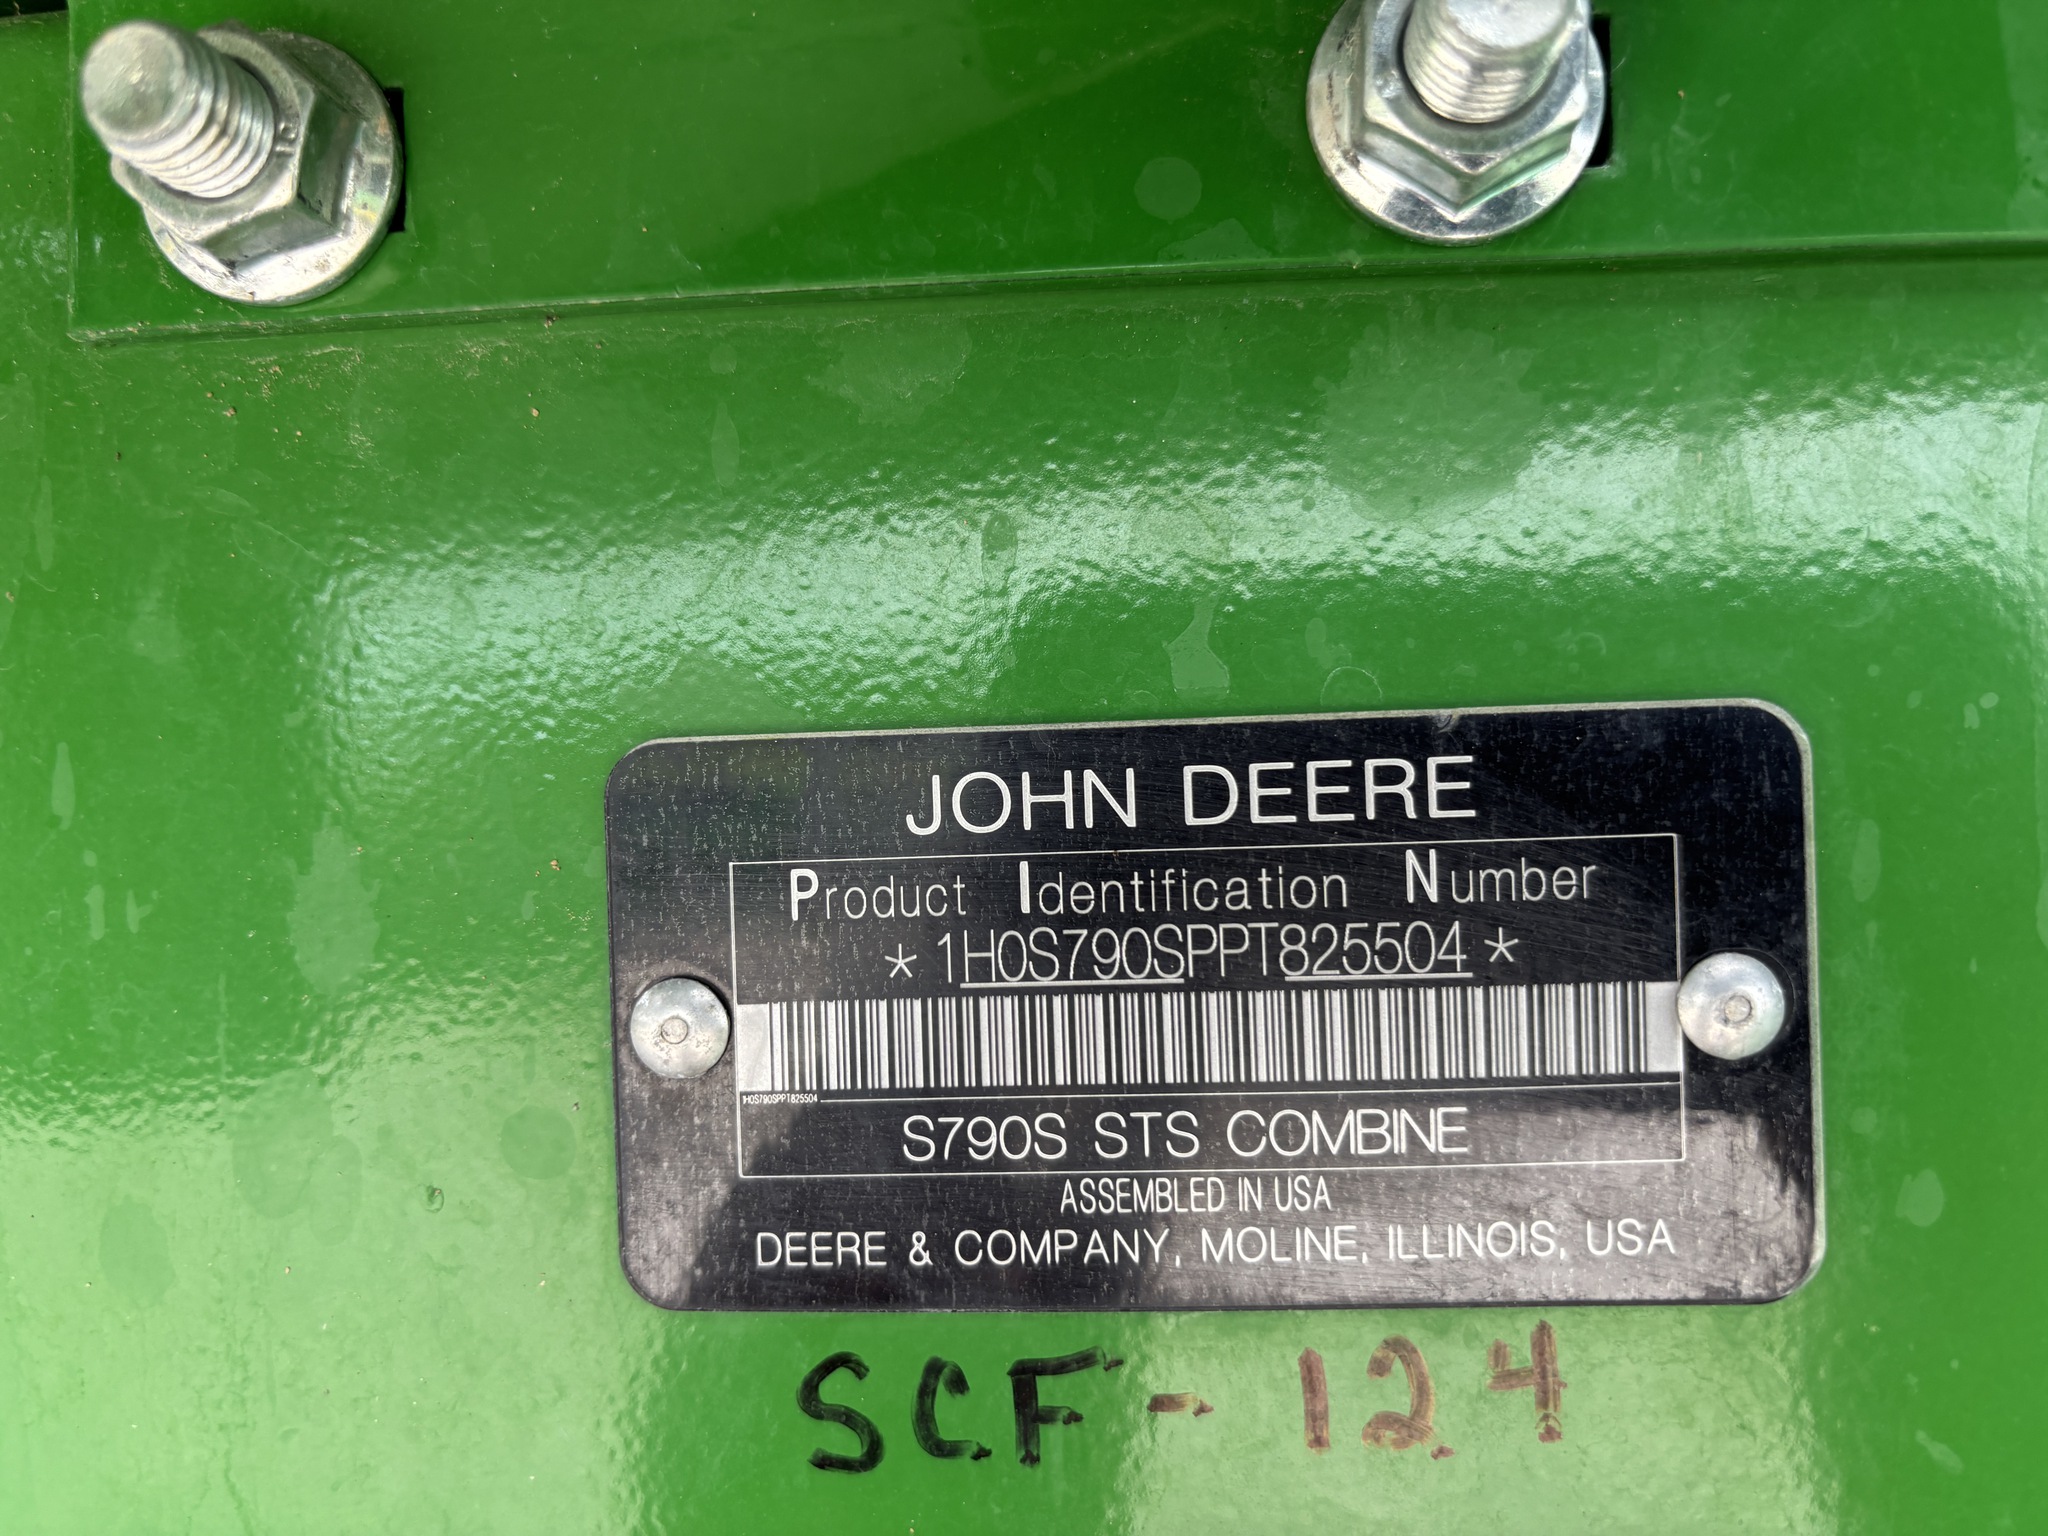 10
JOHN DEERE
Product Identification Number
*1H0S790SPPT825504*
1H0S790SPPT825504
S790S STS COMBINE
ASSEMBLED IN USA
DEERE & COMPANY, MOLINE, ILLINOIS, USA
SCF-124